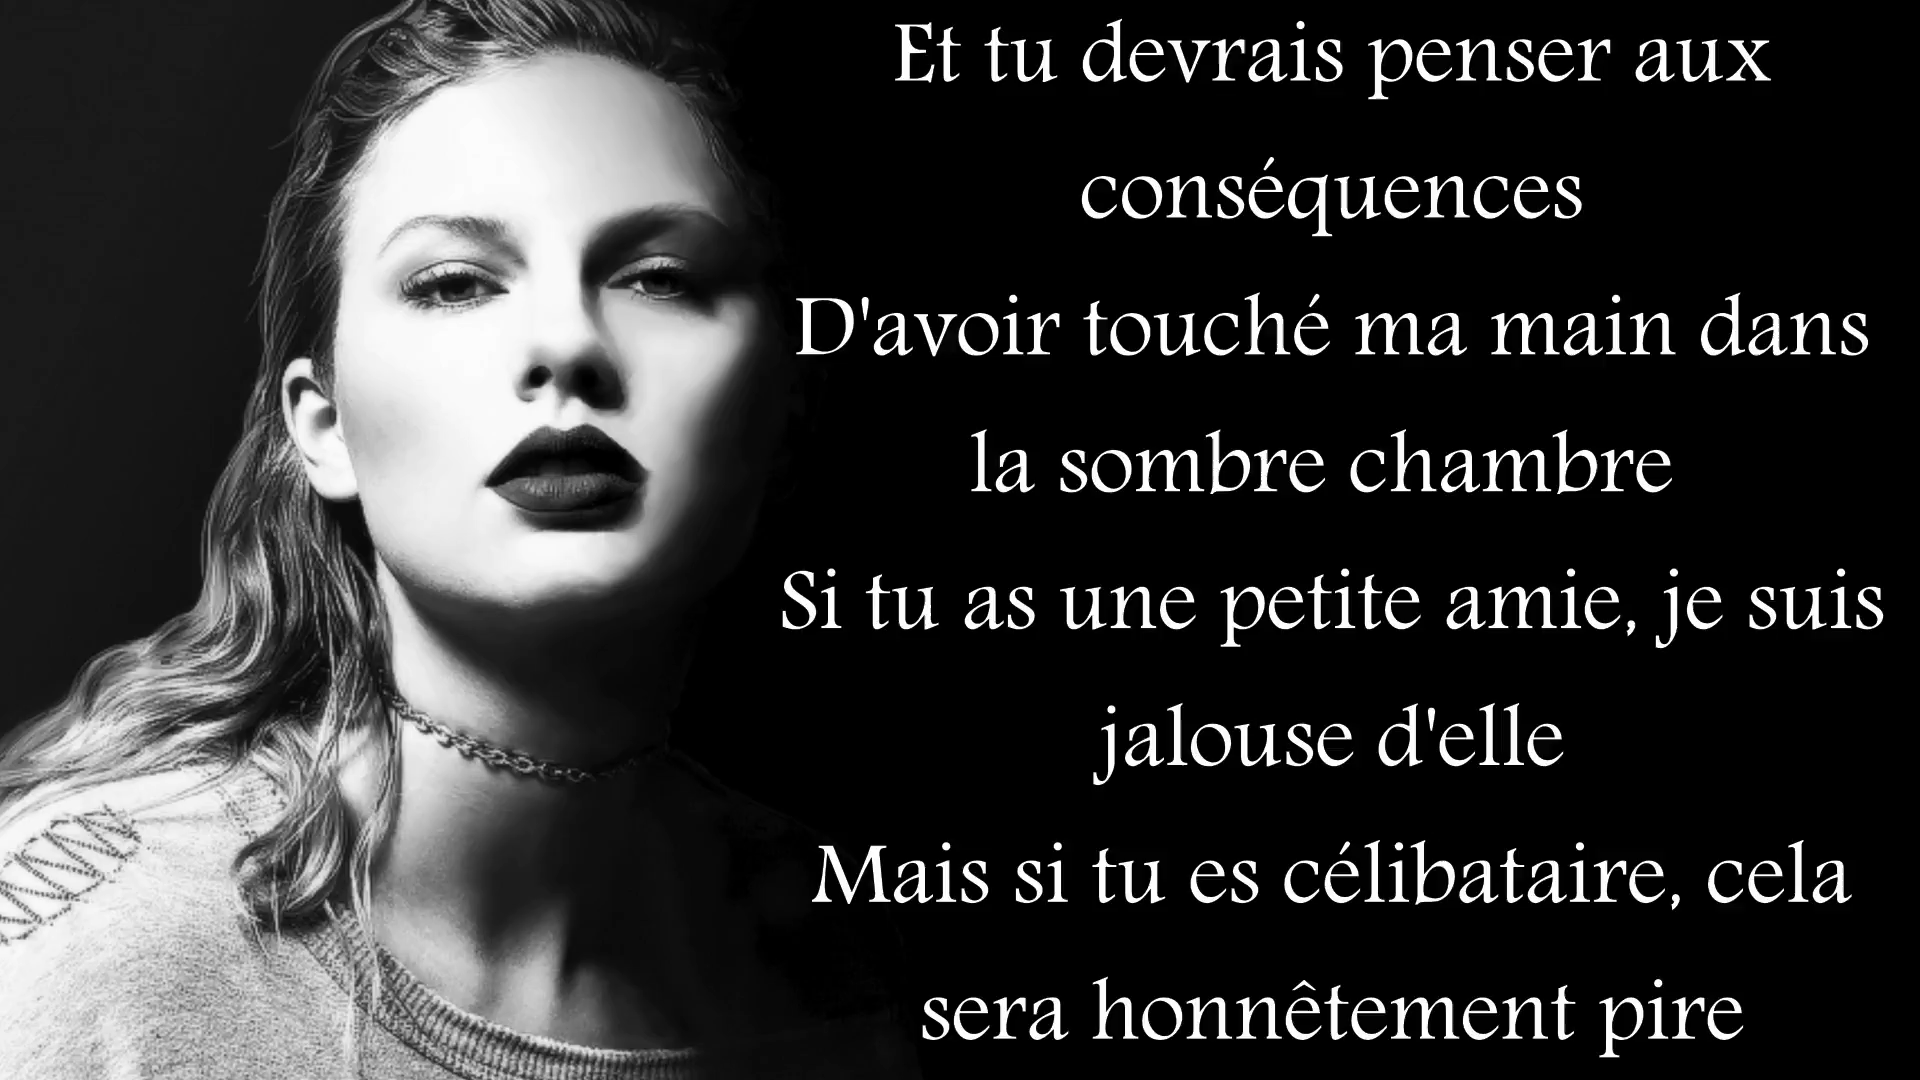 Et tu devrais penser aux
conséquences
D'avoir touché ma main dans
la sombre chambre
Si tu as une petite amie, je suis
jalouse d'elle
Mais si tu es célibataire, cela
sera honnêtement pire